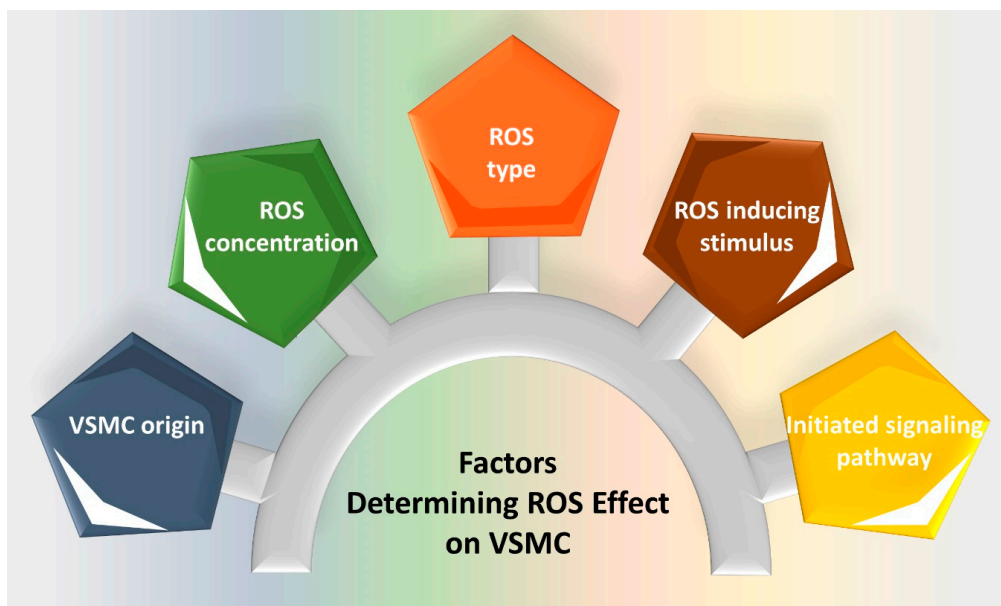 ROS
type
ROS
concentration
ROS inducing
stimulus
VSMC origin
Initiated signaling
pathway
Factors
Determining ROS Effect
on VSMC